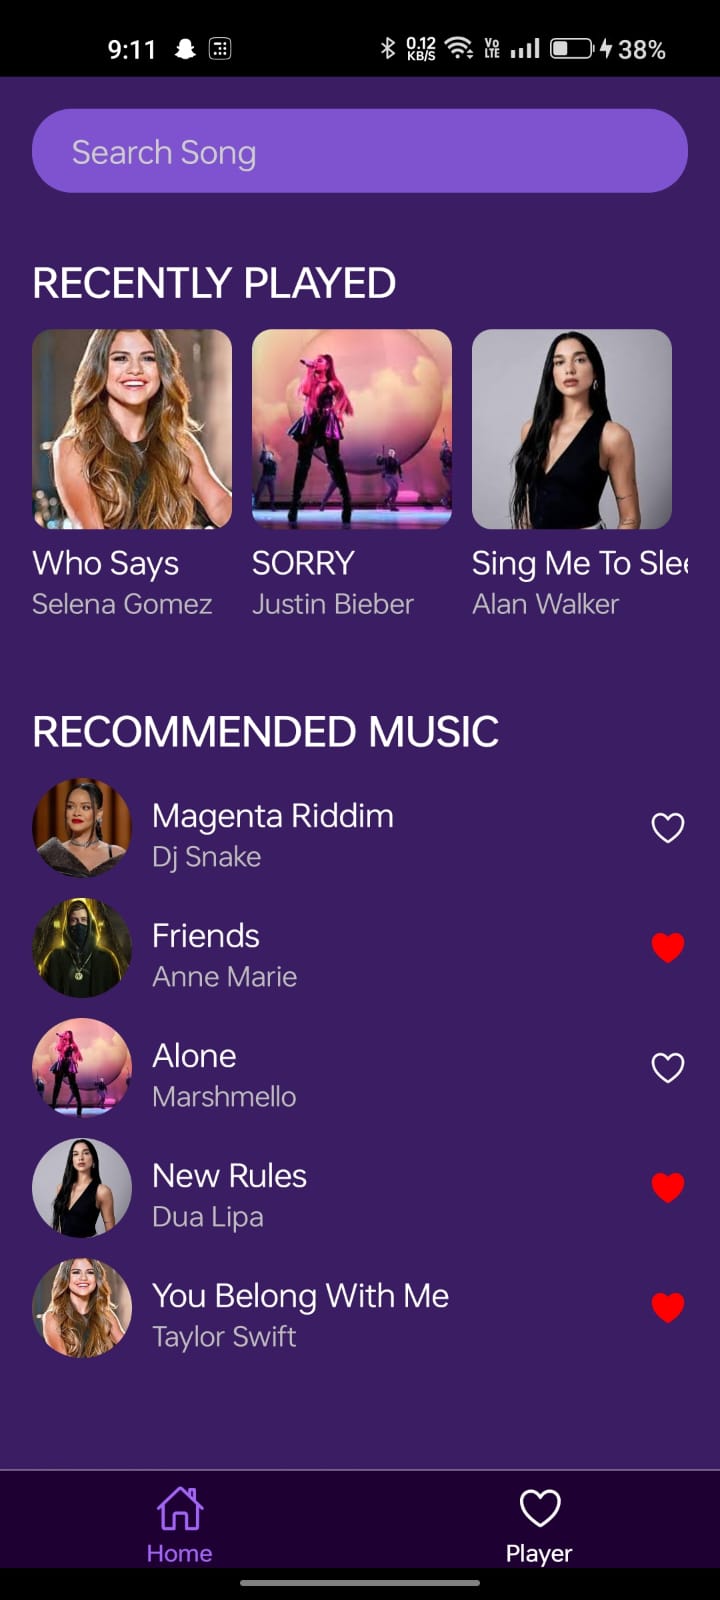 9:11 0.12 KB/S Vo LTE 38%
Search Song
RECENTLY PLAYED
Who Says SORRY Sing Me To Slee
Selena Gomez Justin Bieber Alan Walker
RECOMMENDED MUSIC
Magenta Riddim
Dj Snake
Friends
Anne Marie
Alone
Marshmello
New Rules
Dua Lipa
You Belong With Me
Taylor Swift
Home Player